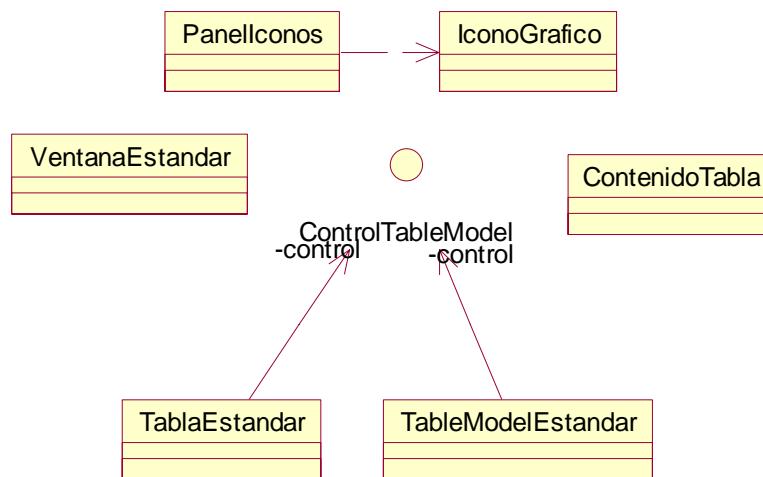 PanelIconos
IconoGrafico
VentanaEstandar
ContenidoTabla
ControlTableModel
-control
-control
TablaEstandar
TableModelEstandar